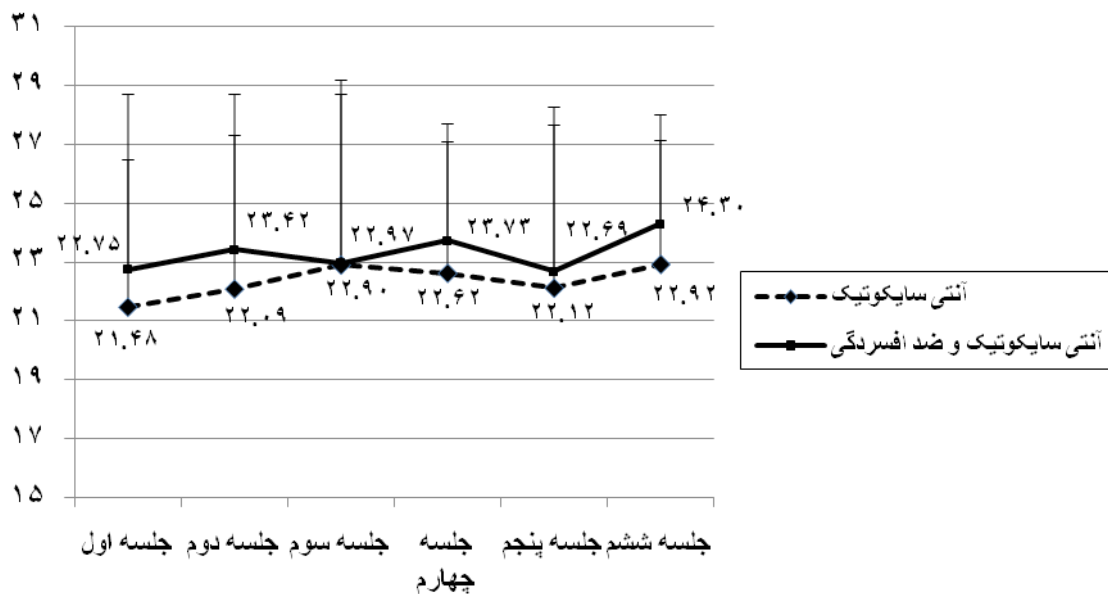 ۳۱
۲۹
۲۷
۲۵
۲۳
۲۱
۱۹
۱۷
۱۵
۲۲.۷۵
۲۳.۴۲
۲۲.۹۷
۲۳.۷۳
۲۲.۶۹
۲۴.۳۰
۲۱.۴۸
۲۲.۰۹
۲۲.۹۰
۲۲.۶۲
۲۲.۱۲
۲۲.۹۲
جلسه اول
جلسه دوم
جلسه سوم
جلسه
چهارم
جلسه پنجم
جلسه ششم
آنتی سایکوتیک
آنتی سایکوتیک و ضد افسردگی